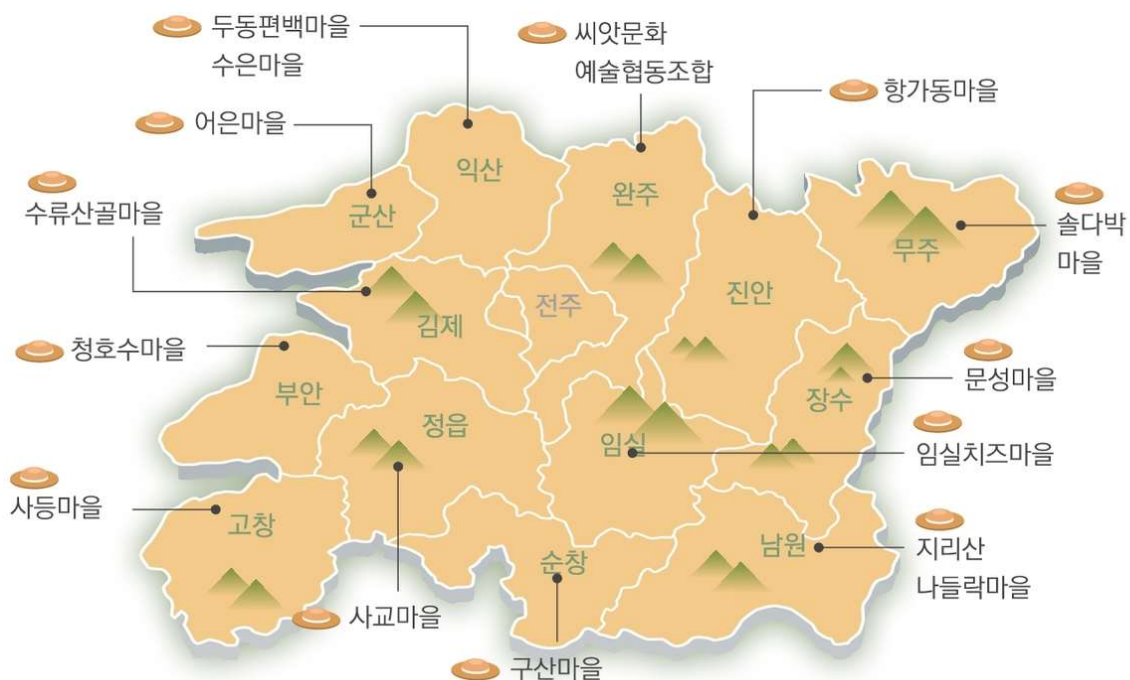 두동편백마을
수은마을
씨앗문화
예술협동조합
항가동마을
어은마을
익산
완주
수류산골마을
군산
솔다박
마을
무주
진안
전주
김제
청호수마을
문성마을
부안
장수
정읍
임실
임실치즈마을
사등마을
고창
남원
지리산
나들락마을
순창
사교마을
구산마을